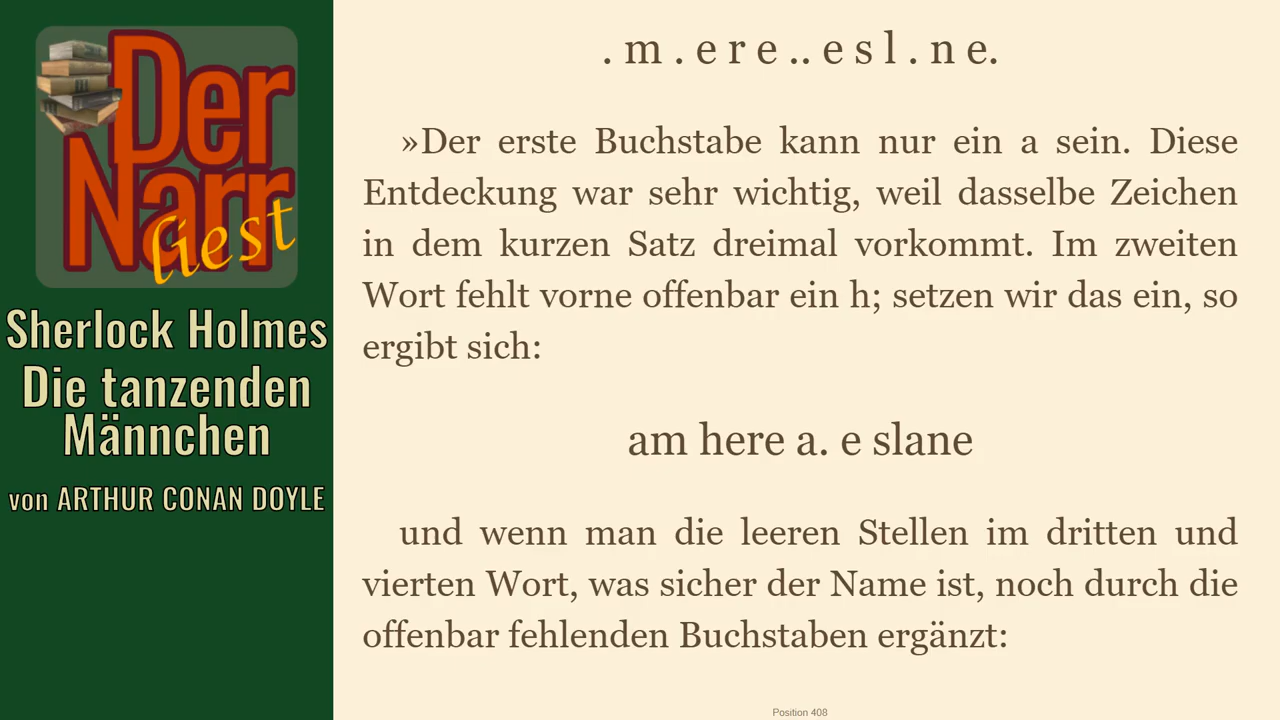 Der
Narr
liest
Sherlock Holmes
Die tanzenden
Männchen
von ARTHUR CONAN DOYLE
. m . e r e .. e s l . n e.
»Der erste Buchstabe kann nur ein a sein. Diese
Entdeckung war sehr wichtig, weil dasselbe Zeichen
in dem kurzen Satz dreimal vorkommt. Im zweiten
Wort fehlt vorne offenbar ein h; setzen wir das ein, so
ergibt sich:
am here a. e slane
und wenn man die leeren Stellen im dritten und
vierten Wort, was sicher der Name ist, noch durch die
offenbar fehlenden Buchstaben ergänzt:
Position 408